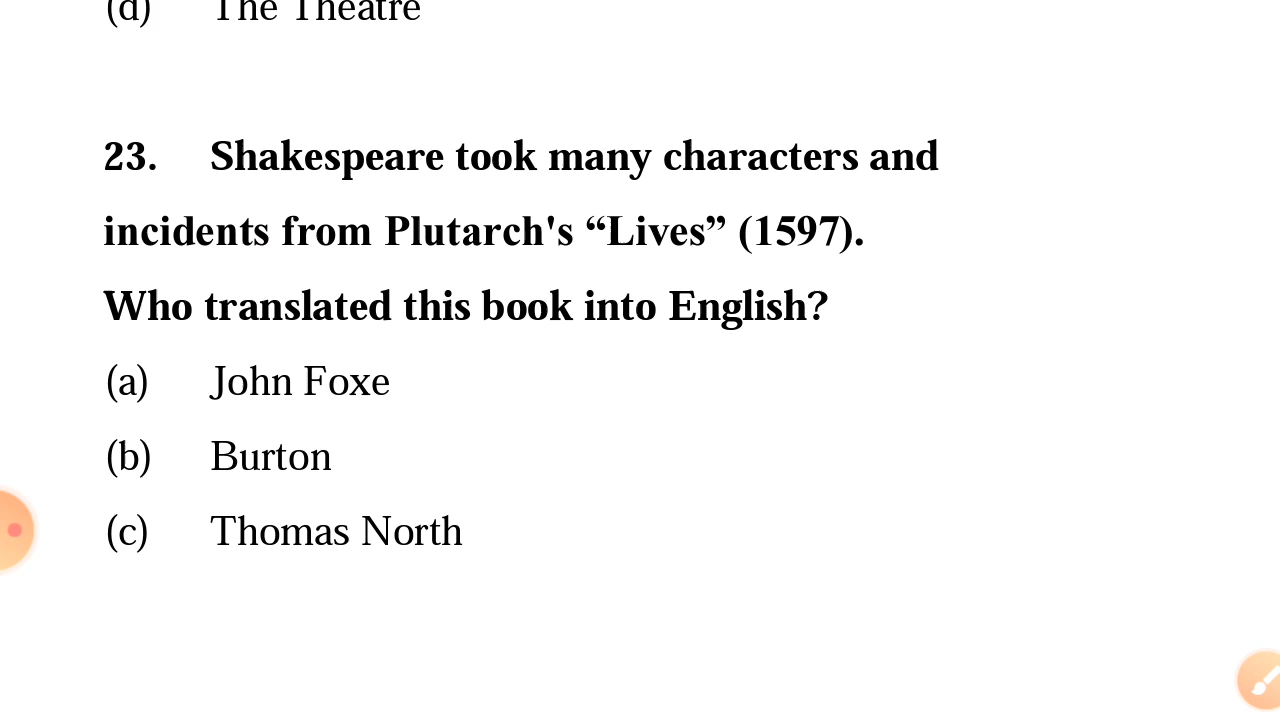 (d) The Theatre
23. Shakespeare took many characters and
incidents from Plutarch's “Lives” (1597).
Who translated this book into English?
(a) John Foxe
(b) Burton
(c) Thomas North